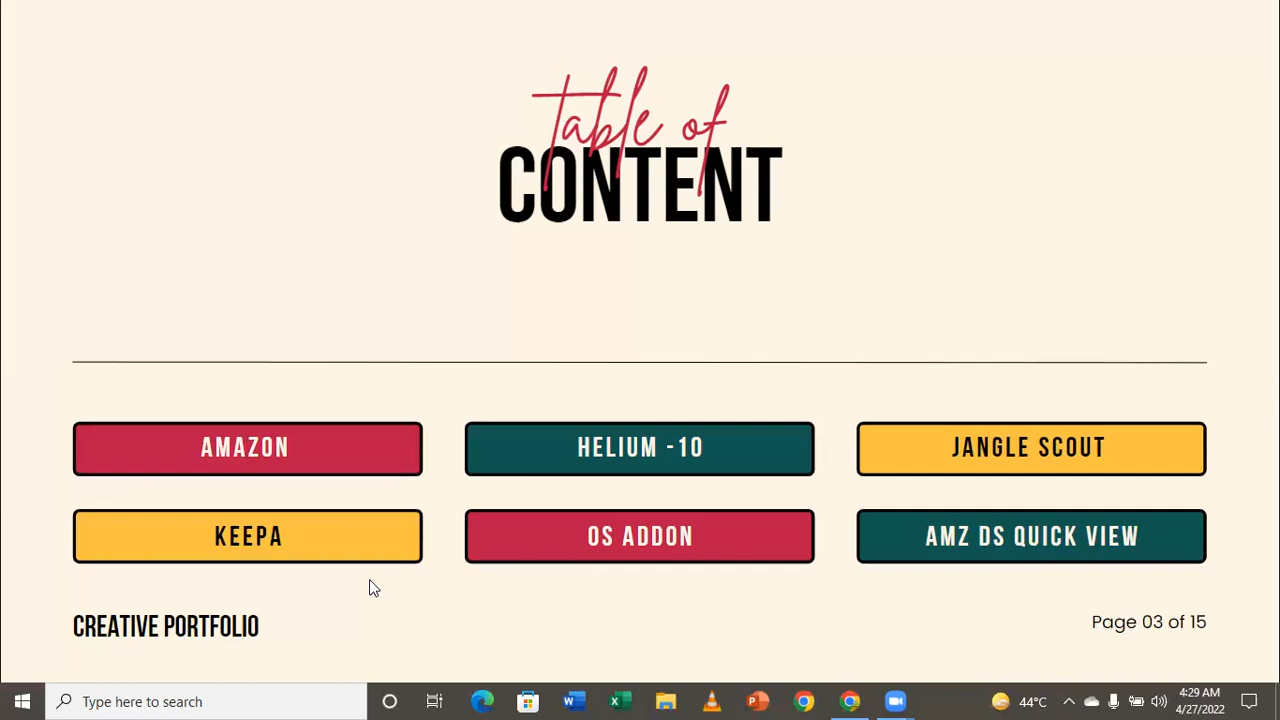 table of
CONTENT
AMAZON
HELIUM -10
JANGLE SCOUT
KEEPA
OS ADDON
AMZ DS QUICK VIEW
CREATIVE PORTFOLIO
Page 03 of 15
Type here to search
44°C
4:29 AM
4/27/2022